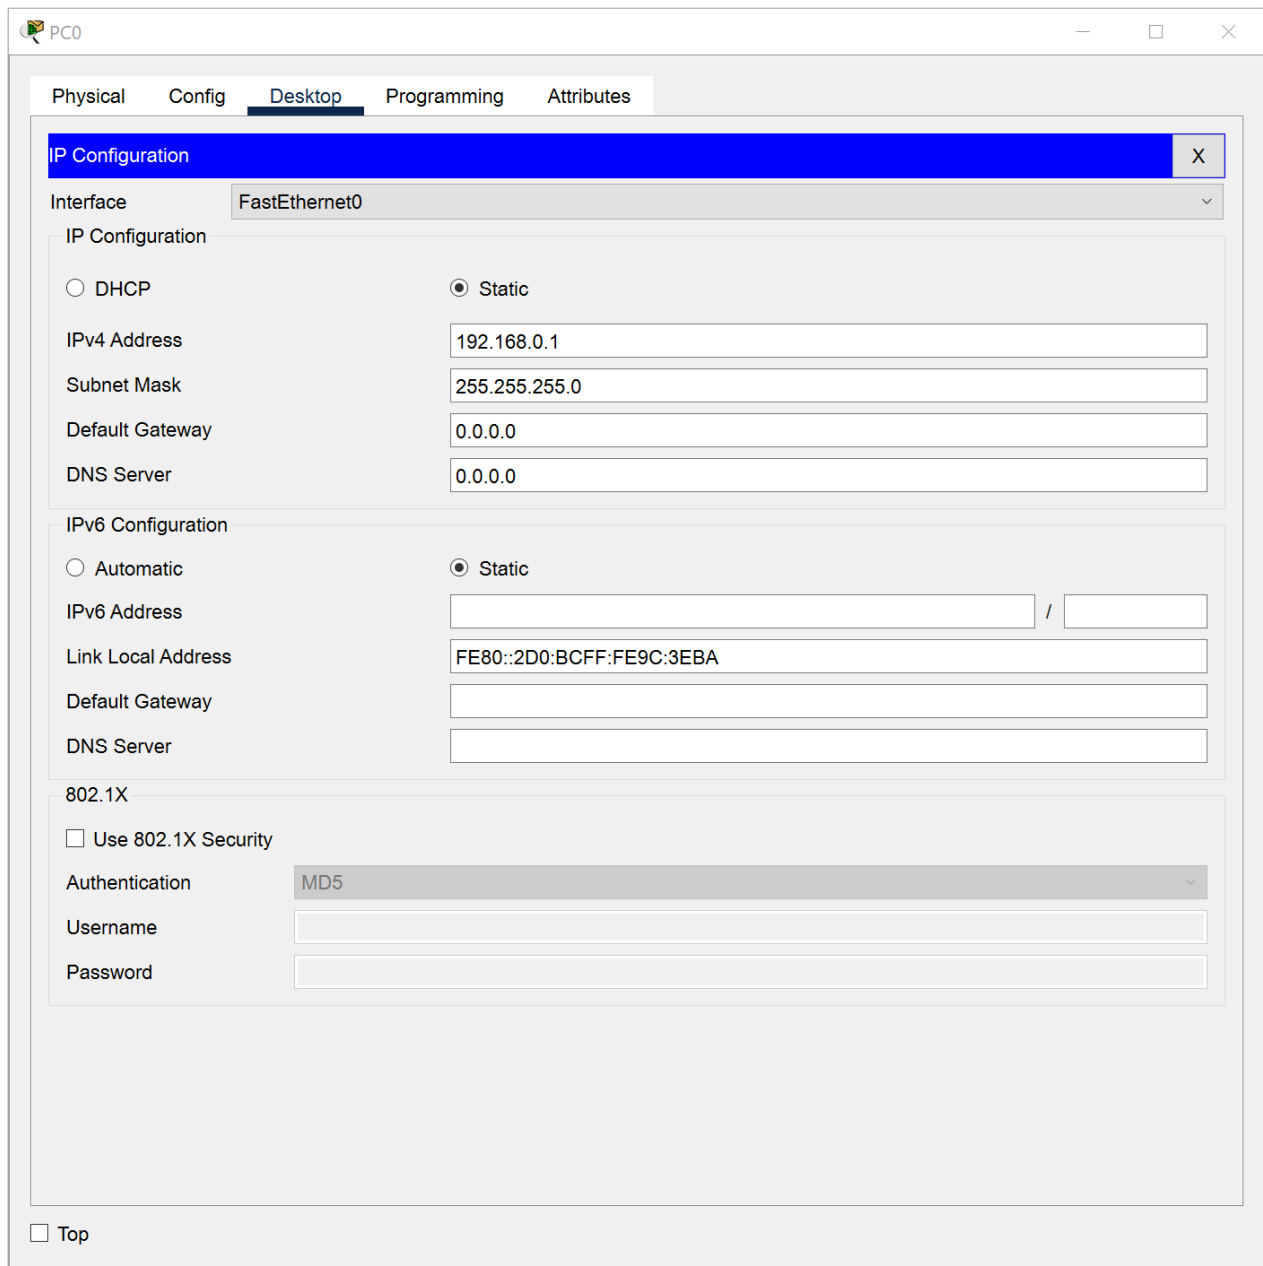 PC0
Physical Config Desktop Programming Attributes
IP Configuration X
Interface FastEthernet0
IP Configuration
DHCP Static
IPv4 Address 192.168.0.1
Subnet Mask 255.255.255.0
Default Gateway 0.0.0.0
DNS Server 0.0.0.0
IPv6 Configuration
Automatic Static
IPv6 Address /
Link Local Address FE80::2D0:BCFF:FE9C:3EBA
Default Gateway
DNS Server
802.1X
Use 802.1X Security
Authentication MD5
Username
Password
Top